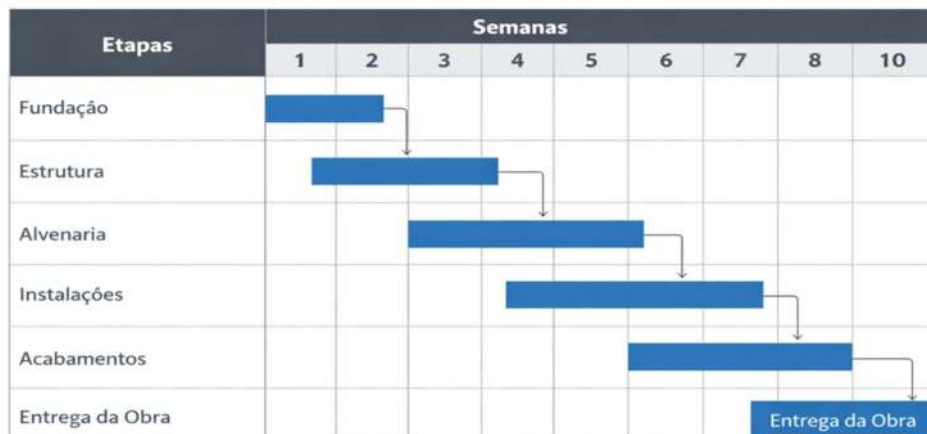 Etapas
Semanas
1 2 3 4 5 6 7 8 10
Fundação
Estrutura
Alvenaria
Instalações
Acabamentos
Entrega da Obra
Entrega da Obra